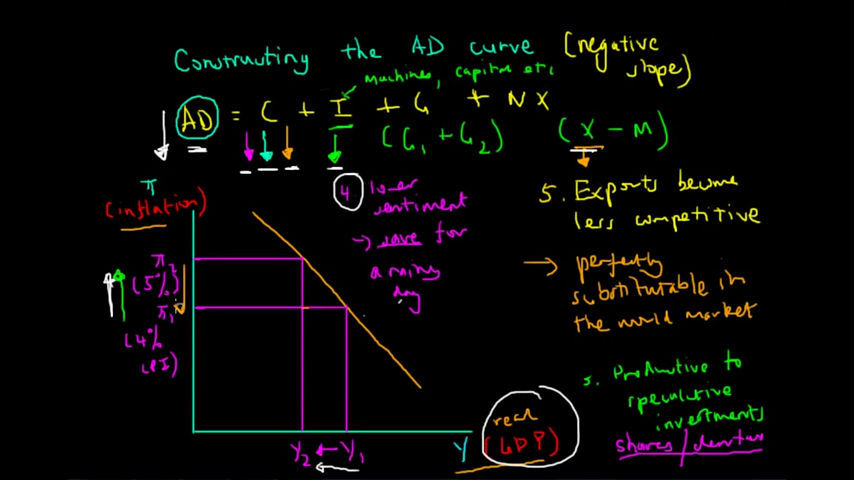 Constructing the AD curve (negative
slope)
machines, capital etc
AD = C + I + G + NX
(G1 + G2)
(X - M)
π
(inflation)
4 lower
sentiment
→ save for
a rainy
day
5. Exports become
less competitive
→ perfectly
substitutable in
the world market
π2
(5%)
π1
(4%
CPI)
3. Productive to
speculative
investments
shares/
real
(GDP)
Y
Y2 ← Y1